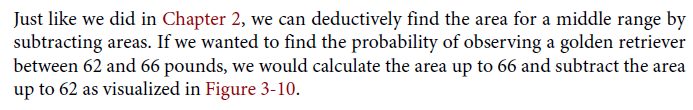 Just like we did in Chapter 2, we can deductively find the area for a middle range by
subtracting areas. If we wanted to find the probability of observing a golden retriever
between 62 and 66 pounds, we would calculate the area up to 66 and subtract the area
up to 62 as visualized in Figure 3-10.